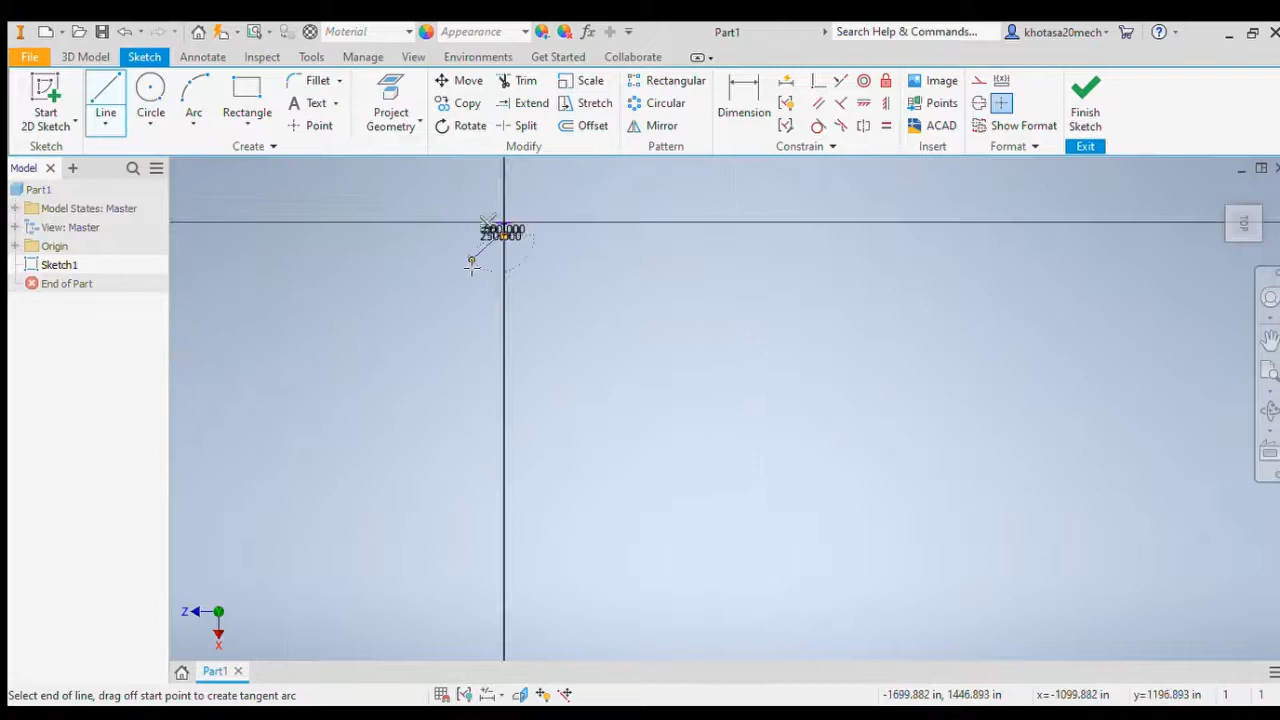 Material
Appearance
Part1
Search Help & Commands...
khotasa20mech
File
3D Model
Sketch
Annotate
Inspect
Tools
Manage
View
Environments
Get Started
Collaborate
Start
2D Sketch
Line
Circle
Arc
Rectangle
Fillet
Text
Point
Project
Geometry
Move
Copy
Rotate
Trim
Extend
Split
Scale
Stretch
Offset
Rectangular
Circular
Mirror
Dimension
Image
Points
ACAD
Show Format
Finish
Sketch
Sketch
Create
Modify
Pattern
Constrain
Insert
Format
Exit
Model
Part1
Model States: Master
View: Master
Origin
Sketch1
End of Part
TOP
Z
X
Part1
Select end of line, drag off start point to create tangent arc
-1699.882 in, 1446.893 in
x=-1099.882 in
y=1196.893 in
1